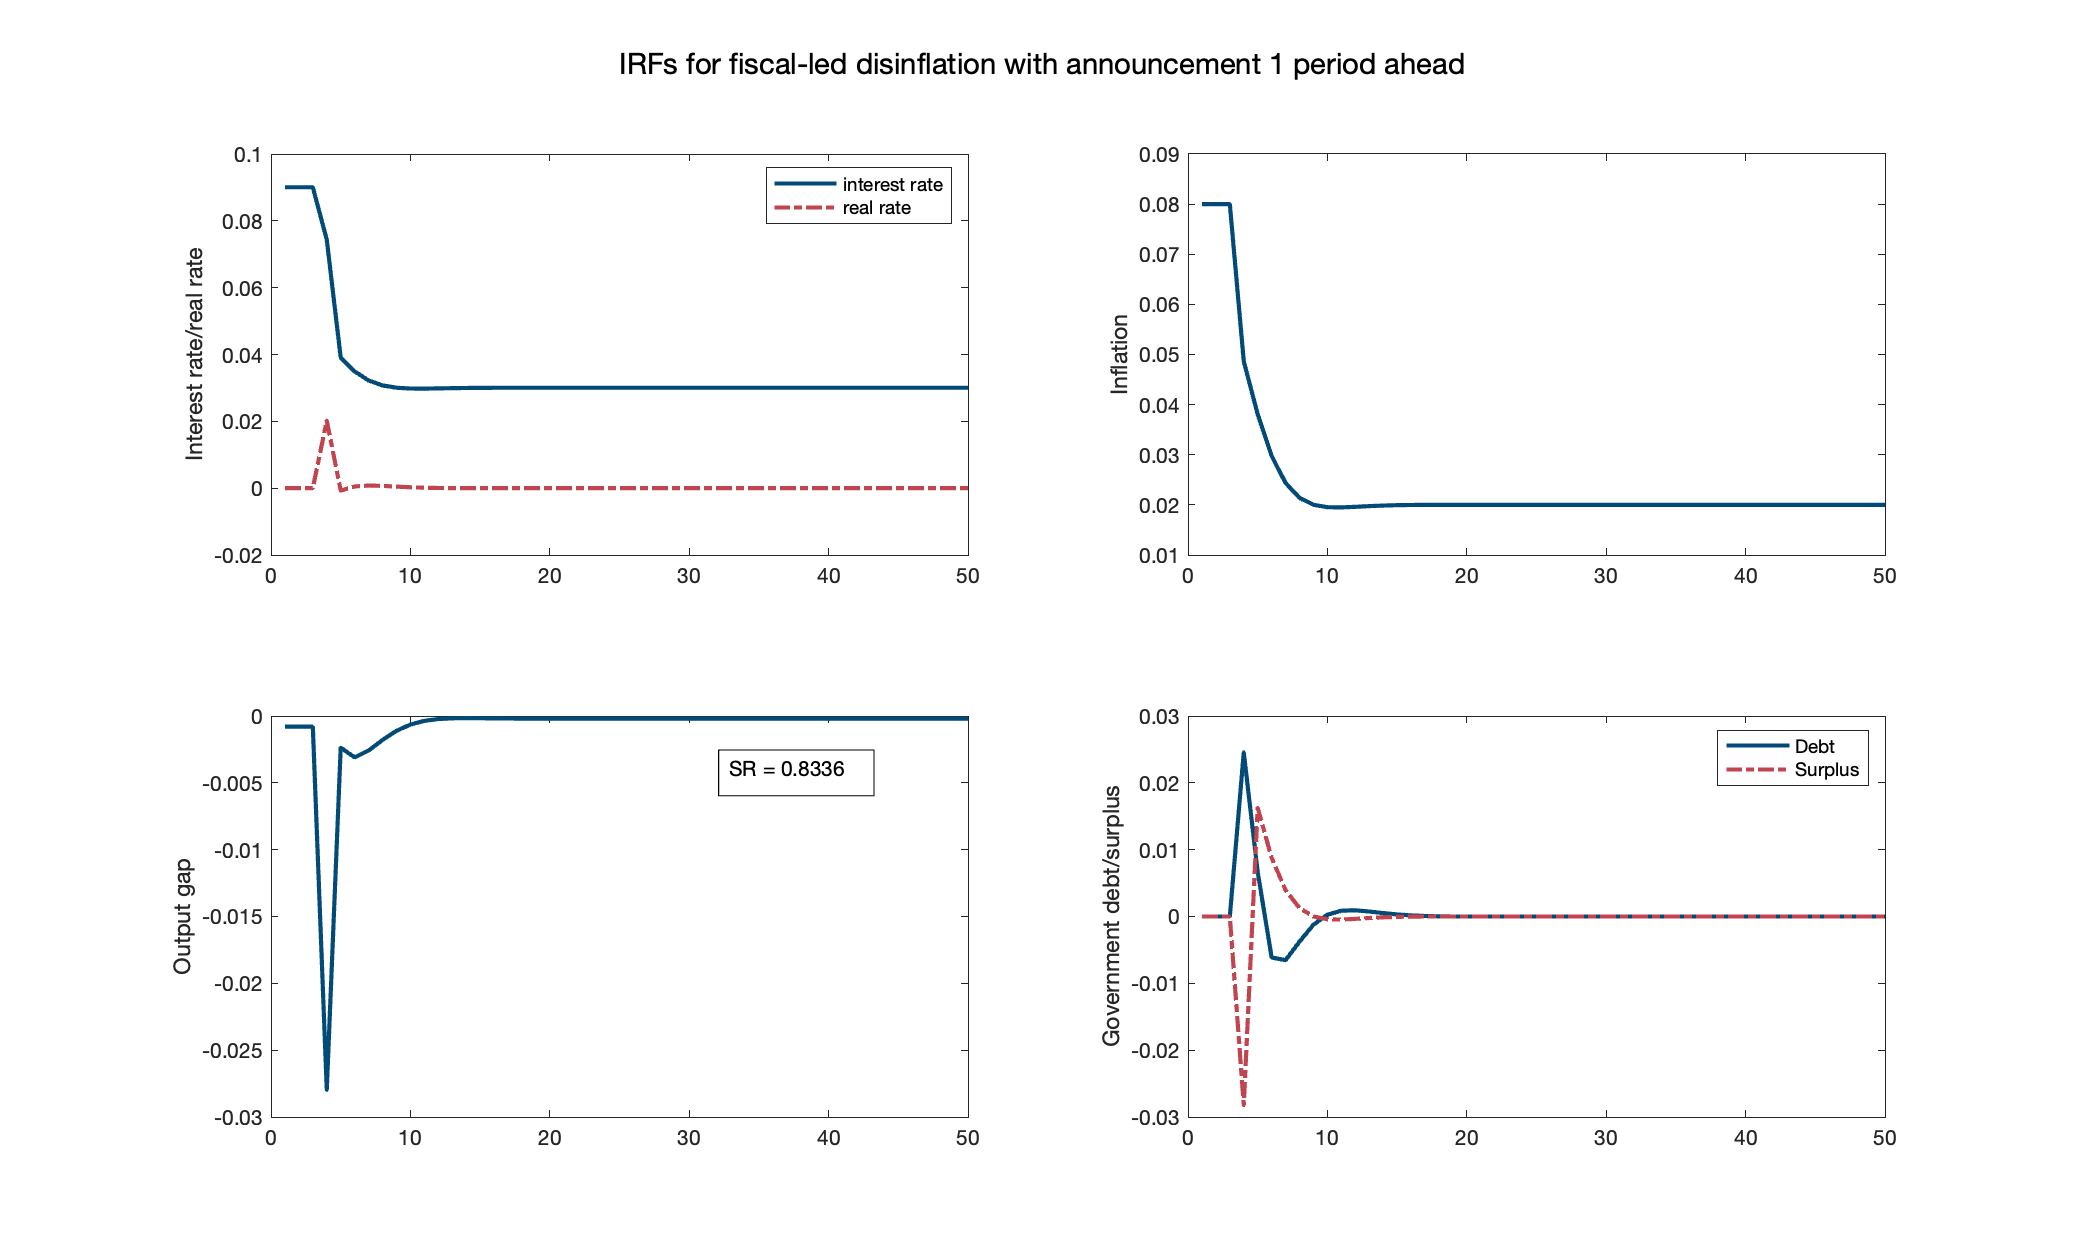 IRFs for fiscal-led disinflation with announcement 1 period ahead
Interest rate/real rate
0.1
0.08
0.06
0.04
0.02
0
-0.02
0 10 20 30 40 50
interest rate
real rate
Inflation
0.09
0.08
0.07
0.06
0.05
0.04
0.03
0.02
0.01
0 10 20 30 40 50
Output gap
0
-0.005
-0.01
-0.015
-0.02
-0.025
-0.03
0 10 20 30 40 50
SR = 0.8336
Government debt/surplus
0.03
0.02
0.01
0
-0.01
-0.02
-0.03
0 10 20 30 40 50
Debt
Surplus